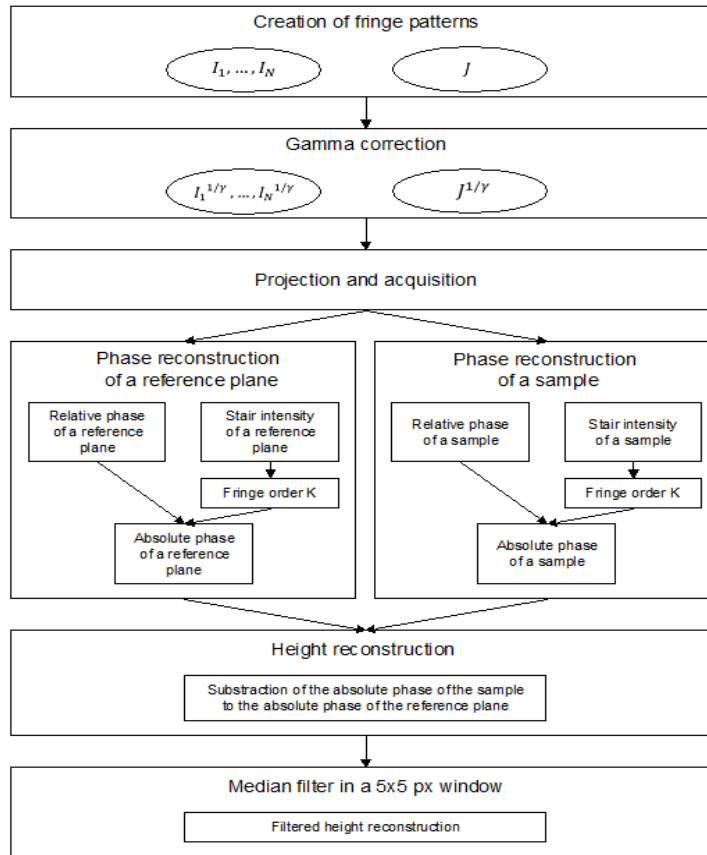 Creation of fringe patterns
I₁, …, I_N
J
Gamma correction
I₁^{1/γ}, …, I_N^{1/γ}
J^{1/γ}
Projection and acquisition
Phase reconstruction
of a reference plane
Relative phase
of a reference
plane
Stair intensity
of a reference
plane
Fringe order K
Absolute phase
of a reference
plane
Phase reconstruction
of a sample
Relative phase
of a sample
Stair intensity
of a sample
Fringe order K
Absolute phase
of a sample
Height reconstruction
Substraction of the absolute phase of the sample
to the absolute phase of the reference plane
Median filter in a 5x5 px window
Filtered height reconstruction